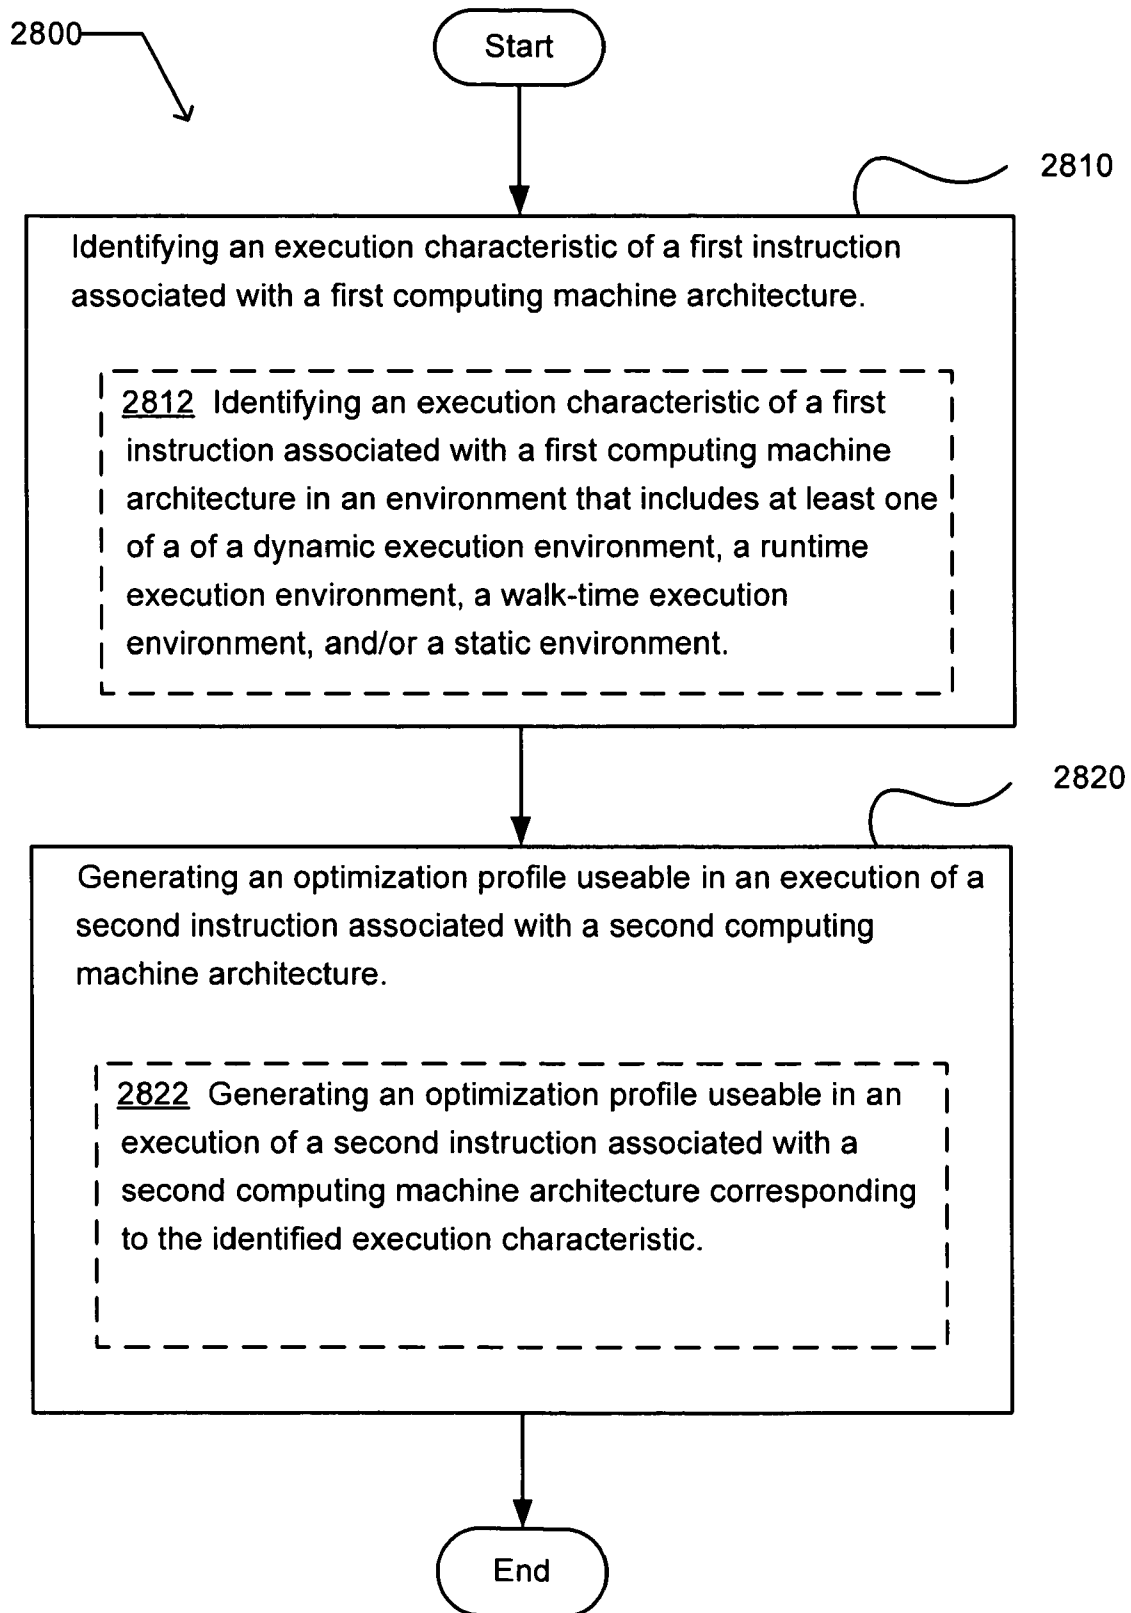 2800
Start
2810
Identifying an execution characteristic of a first instruction
associated with a first computing machine architecture.
2812 Identifying an execution characteristic of a first
instruction associated with a first computing machine
architecture in an environment that includes at least one
of a of a dynamic execution environment, a runtime
execution environment, a walk-time execution
environment, and/or a static environment.
2820
Generating an optimization profile useable in an execution of a
second instruction associated with a second computing
machine architecture.
2822 Generating an optimization profile useable in an
execution of a second instruction associated with a
second computing machine architecture corresponding
to the identified execution characteristic.
End